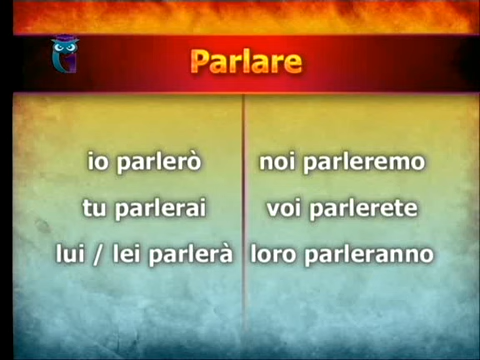 Parlare
io parlerò
tu parlerai
lui / lei parlerà
noi parleremo
voi parlerete
loro parleranno